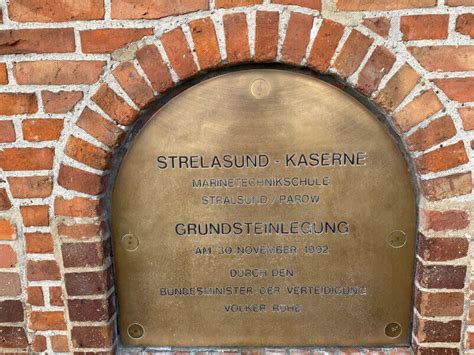 STRELASUND - KASERNE
MARINETECHNIKSCHULE
STRALSUND / PAROW
GRUNDSTEINLEGUNG
AM 30. NOVEMBER 1992
DURCH DEN
BUNDESMINISTER DER VERTEIDIGUNG
VOLKER RÜHE